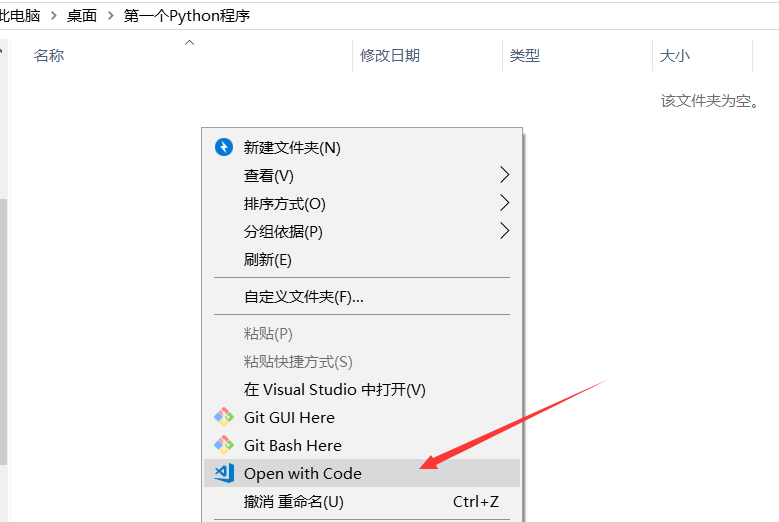 此电脑 > 桌面 > 第一个Python程序
名称 修改日期 类型 大小
该文件夹为空。
新建文件夹(N)
查看(V)
排序方式(O)
分组依据(P)
刷新(E)
自定义文件夹(F)...
粘贴(P)
粘贴快捷方式(S)
在 Visual Studio 中打开(V)
Git GUI Here
Git Bash Here
Open with Code
撤消 重命名(U) Ctrl+Z